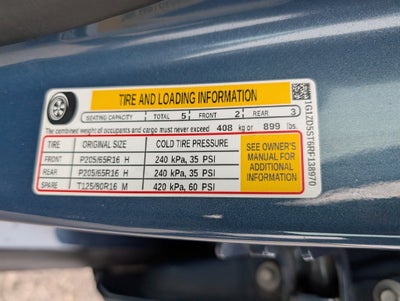 TIRE AND LOADING INFORMATION
SEATING CAPACITY TOTAL 5 FRONT 2 REAR 3
The combined weight of occupants and cargo must never exceed 408 kg or 899 lbs.
TIRE ORIGINAL SIZE COLD TIRE PRESSURE
FRONT P205/65R16 H 240 kPa, 35 PSI
REAR P205/65R16 H 240 kPa, 35 PSI
SPARE T125/80R16 M 420 kPa, 60 PSI
SEE OWNER'S
MANUAL FOR
ADDITIONAL
INFORMATION
1G1ZD5ST6RF138970